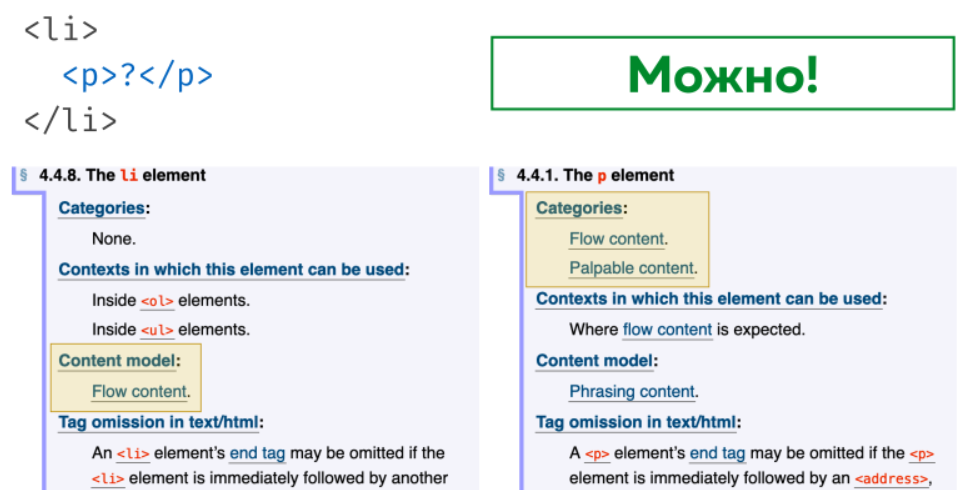 <li>
<p>?</p>
</li>
Можно!
§ 4.4.8. The li element
Categories:
None.
Contexts in which this element can be used:
Inside <ol> elements.
Inside <ul> elements.
Content model:
Flow content.
Tag omission in text/html:
An <li> element’s end tag may be omitted if the
<li> element is immediately followed by another
§ 4.4.1. The p element
Categories:
Flow content.
Palpable content.
Contexts in which this element can be used:
Where flow content is expected.
Content model:
Phrasing content.
Tag omission in text/html:
A <p> element’s end tag may be omitted if the <p>
element is immediately followed by an <address>,